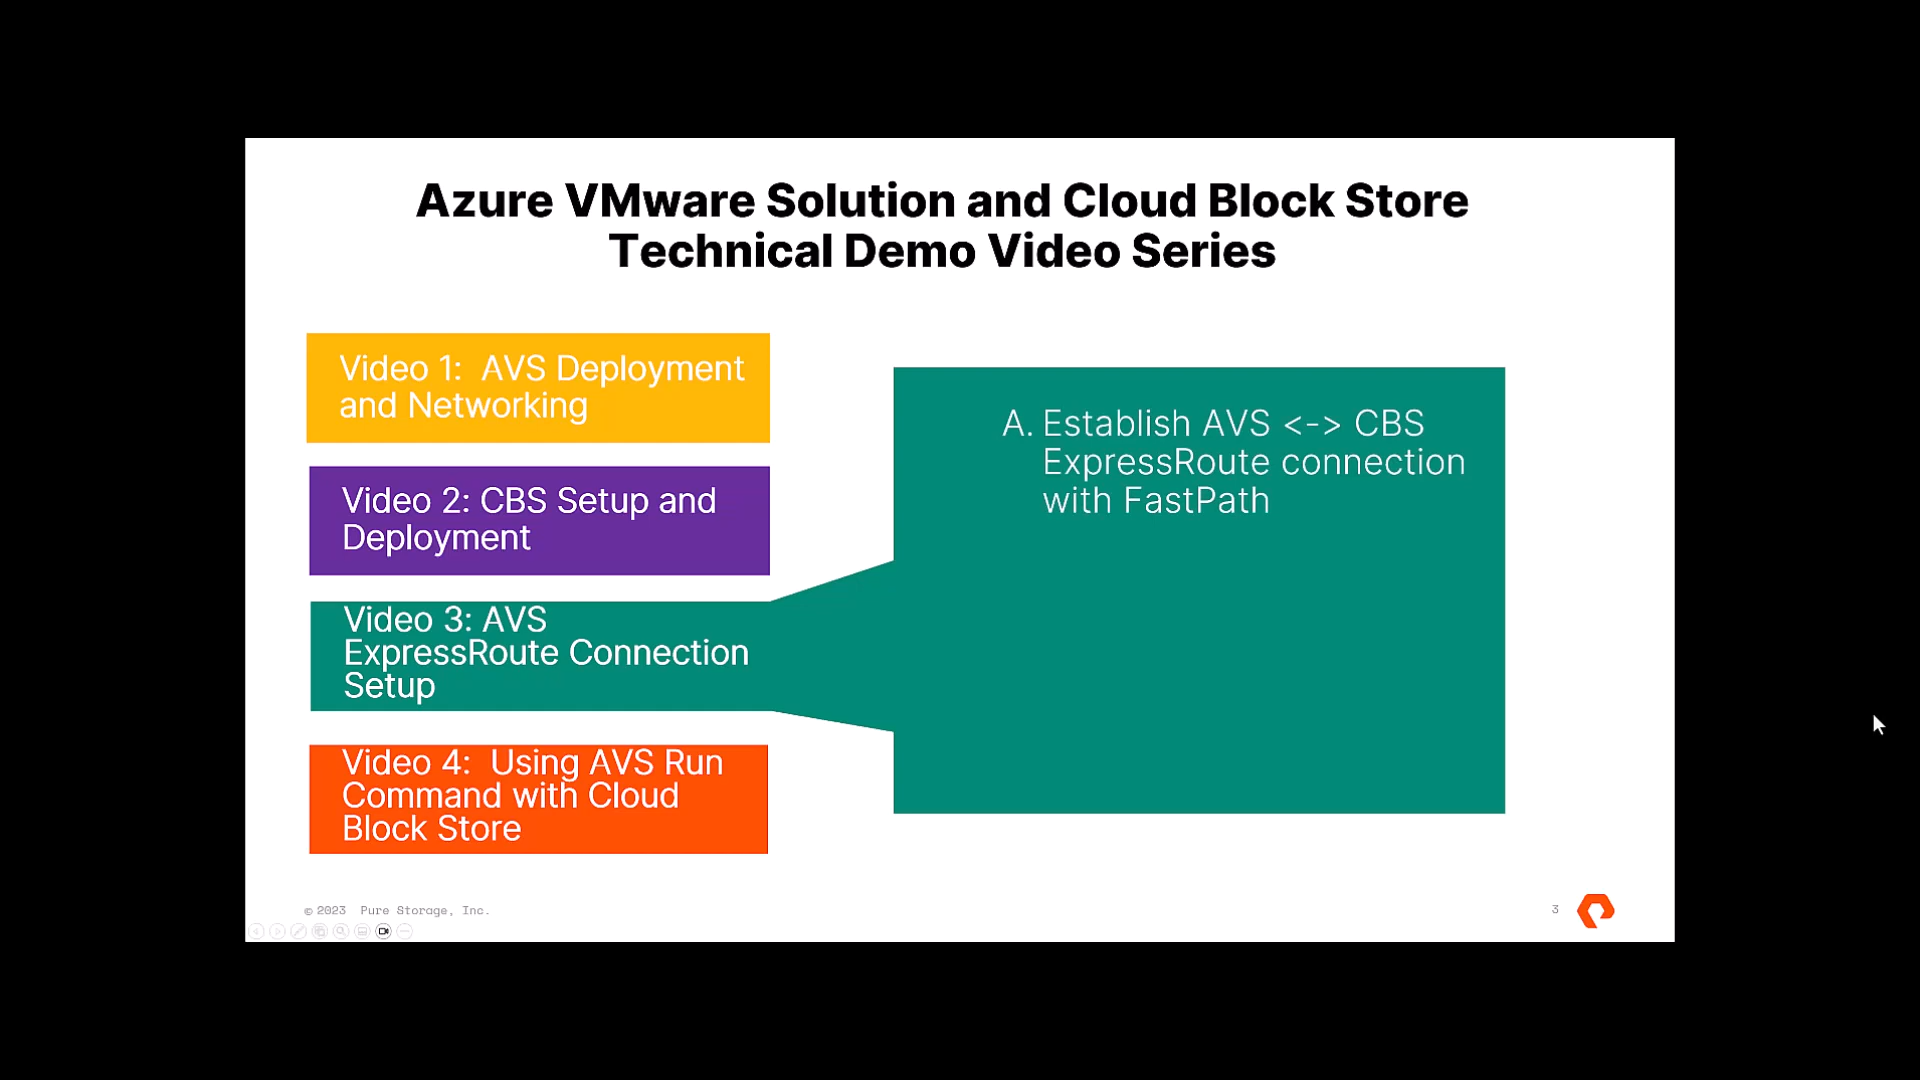 Azure VMware Solution and Cloud Block Store
Technical Demo Video Series
Video 1:  AVS Deployment
and Networking
Video 2: CBS Setup and
Deployment
Video 3: AVS
ExpressRoute Connection
Setup
Video 4:  Using AVS Run
Command with Cloud
Block Store
A. Establish AVS <-> CBS
ExpressRoute connection
with FastPath
© 2023  Pure Storage, Inc.
3